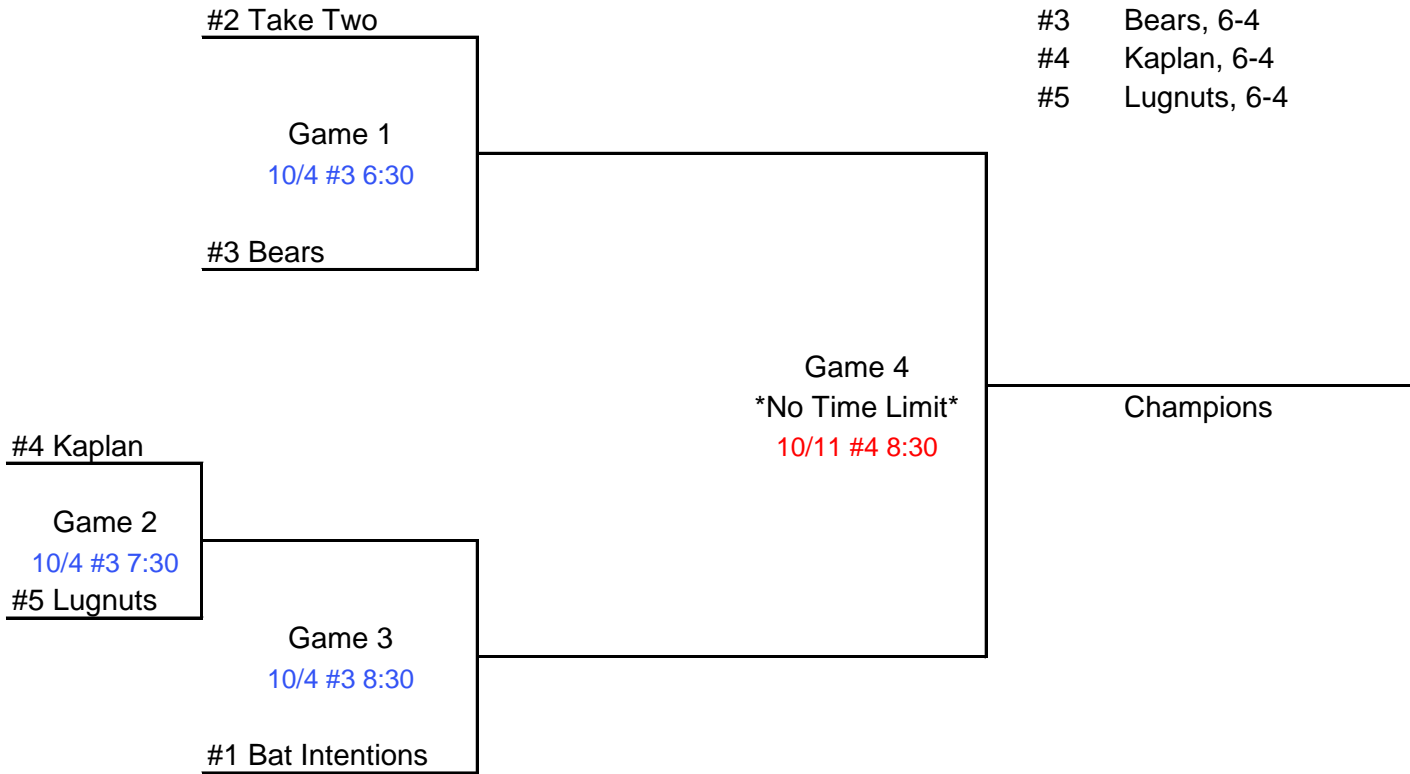 #2 Take Two
#3 Bears, 6-4
#4 Kaplan, 6-4
#5 Lugnuts, 6-4
Game 1
10/4 #3 6:30
#3 Bears
Game 4
*No Time Limit*
10/11 #4 8:30
Champions
#4 Kaplan
Game 2
10/4 #3 7:30
#5 Lugnuts
Game 3
10/4 #3 8:30
#1 Bat Intentions